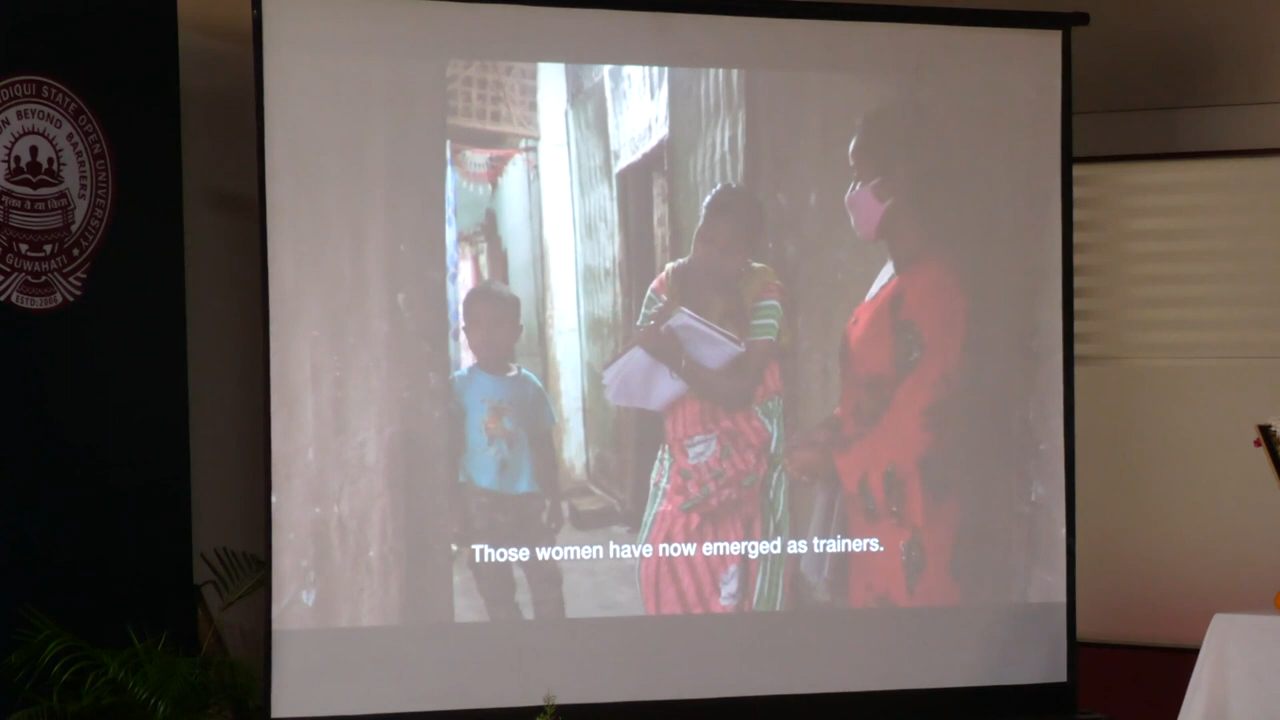 DIQUI STATE OPEN UNIVERSITY
N BEYOND BARRIERS
GUWAHATI
ESTD:2006
Those women have now emerged as trainers.